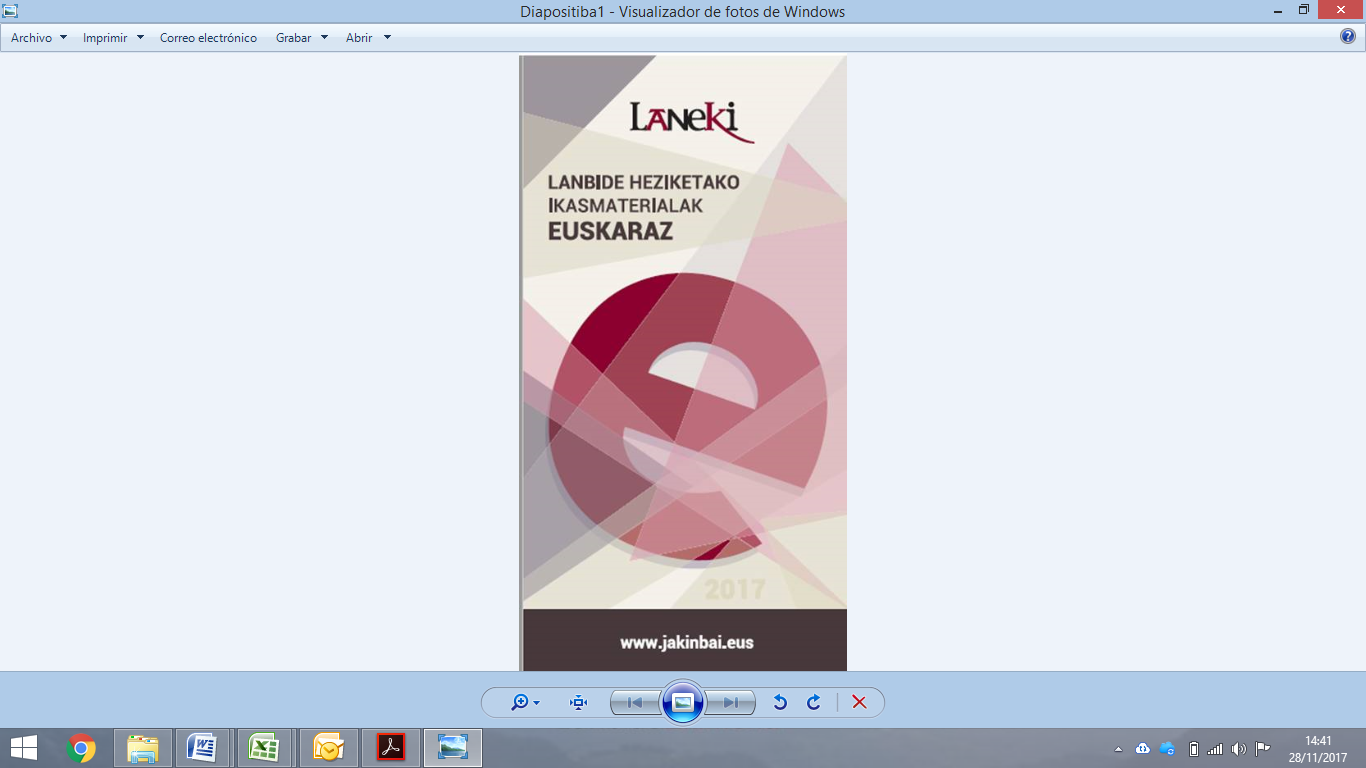 Diapositiba1 - Visualizador de fotos de Windows
Archivo Imprimir Correo electrónico Grabar Abrir
LANEKI
LANBIDE HEZIKETAKO
IKASMATERIALAK
EUSKARAZ
2017
www.jakinbai.eus
14:41
28/11/2017